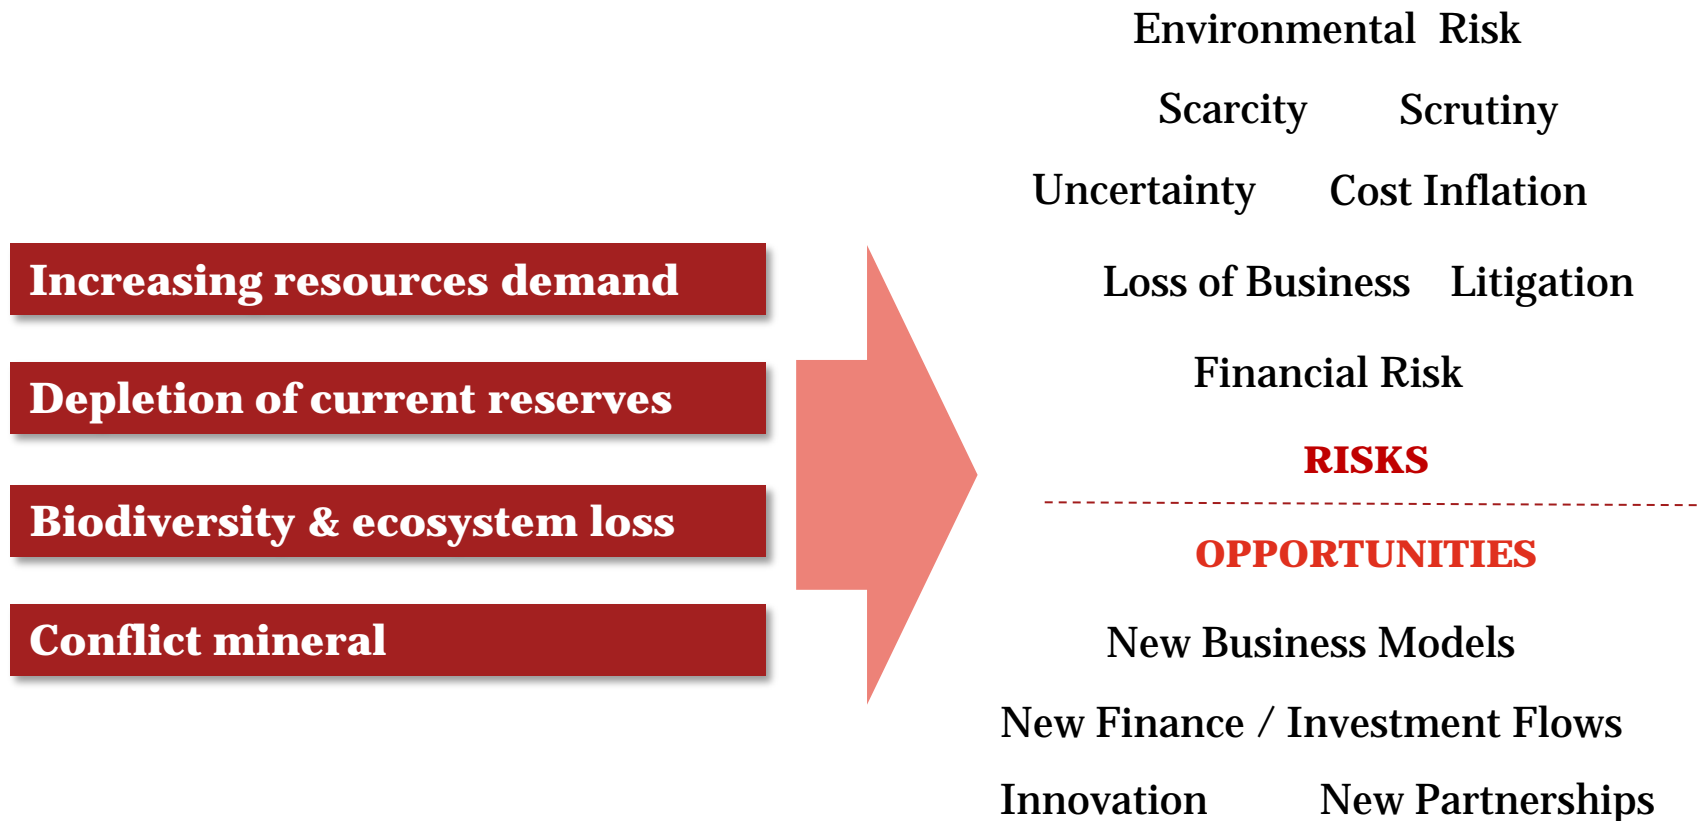 Increasing resources demand
Depletion of current reserves
Biodiversity & ecosystem loss
Conflict mineral
Environmental Risk
Scarcity Scrutiny
Uncertainty Cost Inflation
Loss of Business Litigation
Financial Risk
RISKS
OPPORTUNITIES
New Business Models
New Finance / Investment Flows
Innovation New Partnerships